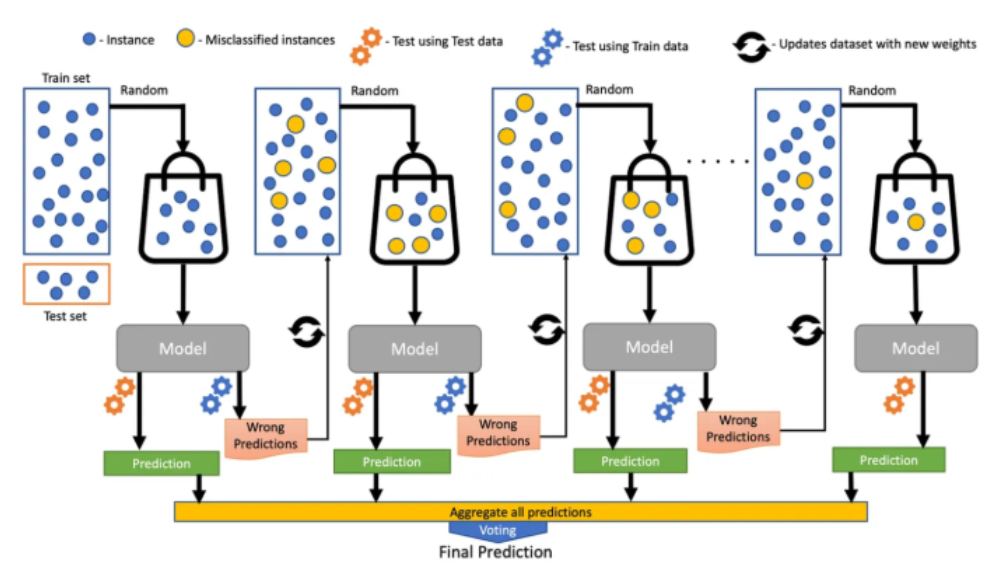 - Instance
- Misclassified instances
- Test using Test data
- Test using Train data
- Updates dataset with new weights
Train set
Random
Random
Random
Random
Test set
Model
Model
Model
Model
Wrong
Predictions
Wrong
Predictions
Wrong
Predictions
Prediction
Prediction
Prediction
Prediction
Aggregate all predictions
Voting
Final Prediction